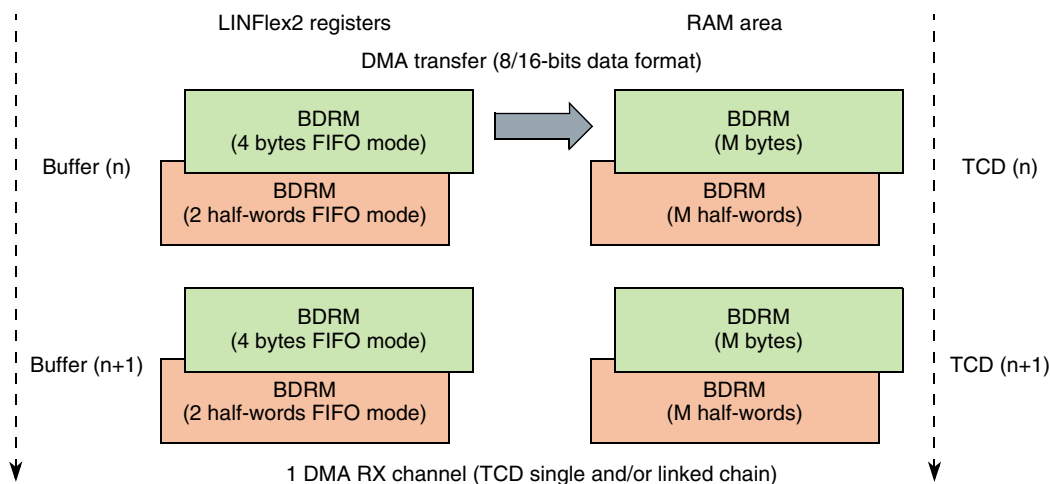 LINFlex2 registers
RAM area
DMA transfer (8/16-bits data format)
BDRM
(4 bytes FIFO mode)
BDRM
(M bytes)
Buffer (n)
TCD (n)
BDRM
(2 half-words FIFO mode)
BDRM
(M half-words)
BDRM
(4 bytes FIFO mode)
BDRM
(M bytes)
Buffer (n+1)
TCD (n+1)
BDRM
(2 half-words FIFO mode)
BDRM
(M half-words)
1 DMA RX channel (TCD single and/or linked chain)